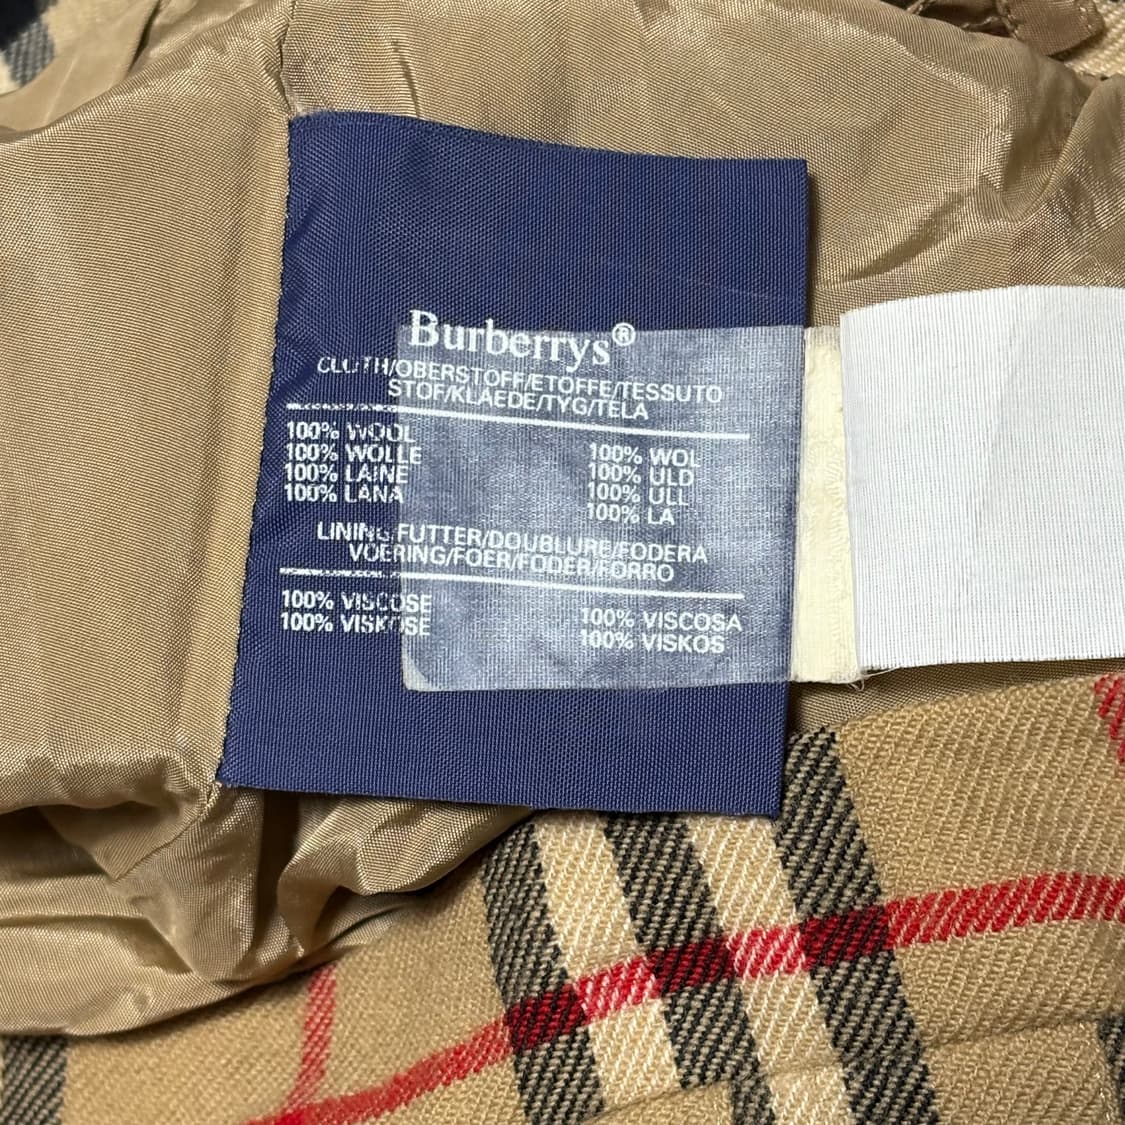 Burberrys®
CLOTH/OBERSTOFF/ETOFFE/TESSUTO
STOF/KLAEDE/TYG/TELA
100% WOOL
100% WOLLE
100% LAINE
100% LANA
100% WOL
100% ULD
100% ULL
100% LA
LINING/FUTTER/DOUBLURE/FODERA
VOERING/FOER/FODER/FORRO
100% VISCOSE
100% VISKOSE
100% VISCOSA
100% VISKOS